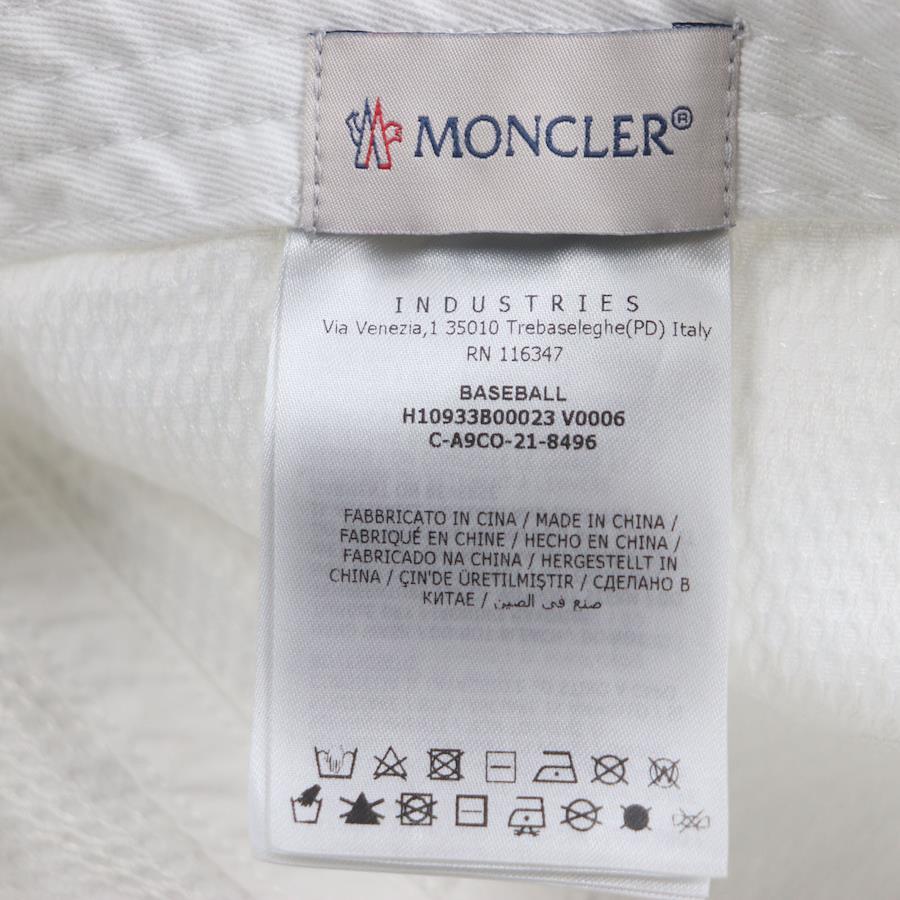 MONCLER®
INDUSTRIES
Via Venezia,1 35010 Trebaseleghe(PD) Italy
RN 116347
BASEBALL
H10933B00023 V0006
C-A9CO-21-8496
FABBRICATO IN CINA / MADE IN CHINA /
FABRIQUÉ EN CHINE / HECHO EN CHINA /
FABRICADO NA CHINA / HERGESTELLT IN
CHINA / ÇIN'DE ÜRETILMIŞTIR / СДЕЛАНО В
КИТАЕ / صنع في الصين